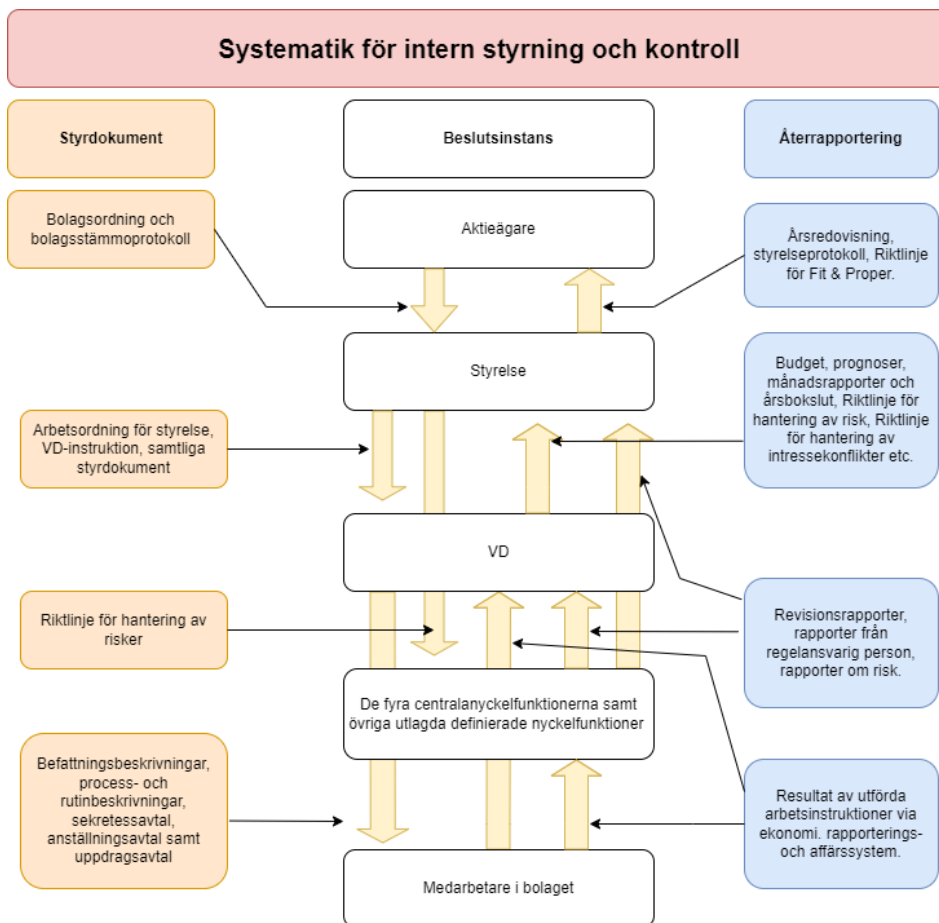 Systematik för intern styrning och kontroll
Styrdokument
Beslutsinstans
Återrapportering
Bolagsordning och
bolagsstämmoprotokoll
Aktieägare
Årsredovisning,
styrelseprotokoll, Riktlinje
för Fit & Proper.
Styrelse
Budget, prognoser,
månadsrapporter och
årsbokslut, Riktlinje för
hantering av risk, Riktlinje
för hantering av
intressekonflikter etc.
Arbetsordning för styrelse,
VD-instruktion, samtliga
styrdokument
VD
Riktlinje för hantering av
risker
Revisionsrapporter,
rapporter från
regelansvarig person,
rapporter om risk.
De fyra centralanyckelfunktionerna samt
övriga utlagda definierade nyckelfunktioner
Befattningsbeskrivningar,
process- och
rutinbeskrivningar,
sekretessavtal,
anställningsavtal samt
uppdragsavtal
Resultat av utförda
arbetsinstruktioner via
ekonomi. rapporterings-
och affärssystem.
Medarbetare i bolaget